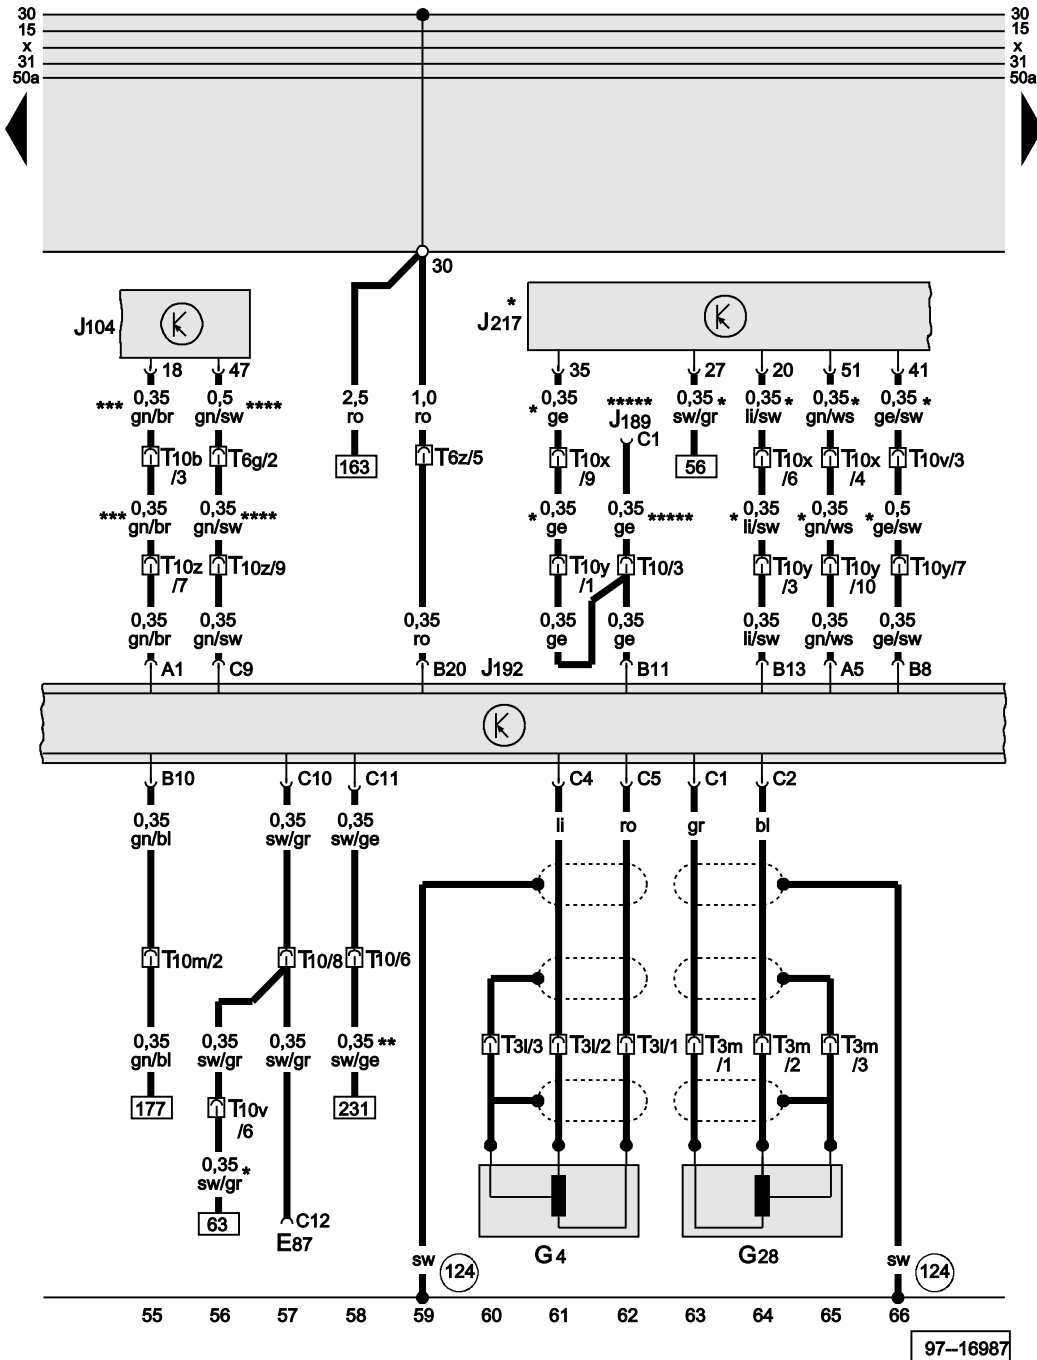 30 30
15 15
x x
31 31
50a 50a
30
J104
* J217
18 47 35 27 20 51 41
*** 0,35 gn/br
0,5 gn/sw ****
2,5 ro
1,0 ro
* 0,35 ge
***** J189 C1
0,35 sw/gr *
0,35 li/sw *
0,35 gn/ws *
0,35 ge/sw *
T10b /3
T6g/2
163
T6z/5
T10x /9
56
T10x /6
T10x /4
T10v/3
*** 0,35 gn/br
0,35 gn/sw ****
* 0,35 ge
0,35 ge *****
* 0,35 li/sw
* 0,35 gn/ws
* 0,5 ge/sw
T10z /7
T10z/9
T10y /1
T10/3
T10y /3
T10y /10
T10y/7
0,35 gn/br
0,35 gn/sw
0,35 ro
0,35 ge
0,35 ge
0,35 li/sw
0,35 gn/ws
0,35 ge/sw
A1 C9 B20 J192 B11 B13 A5 B8
B10 C10 C11 C4 C5 C1 C2
0,35 gn/bl
0,35 sw/gr
0,35 sw/ge
li ro gr bl
T10m/2 T10/8 T10/6
0,35 gn/bl
0,35 sw/gr
0,35 sw/gr
0,35 sw/ge **
T3l/3 T3l/2 T3l/1
T3m /1
T3m /2
T3m /3
177
T10v /6
231
0,35 sw/gr *
63
C12
E87
G4 G28
sw 124 sw 124
55 56 57 58 59 60 61 62 63 64 65 66
97--16987